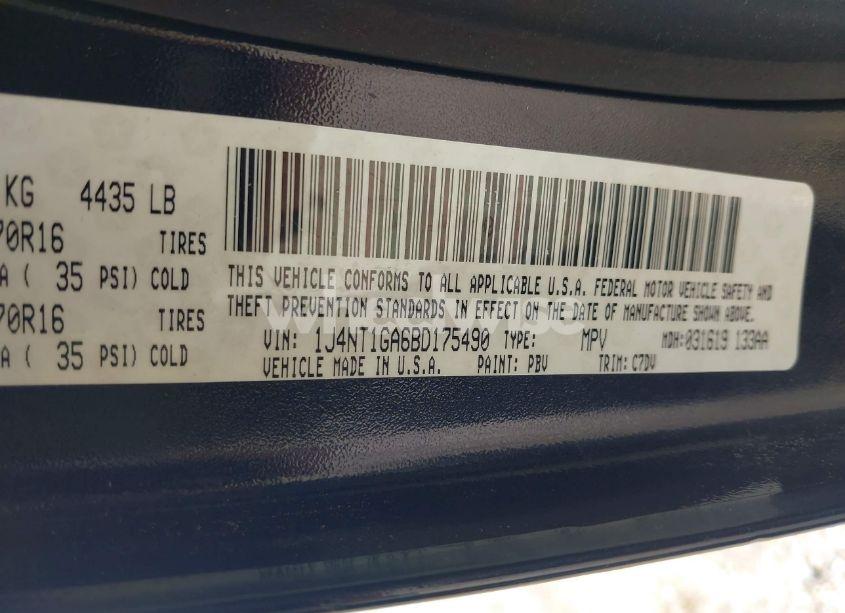 KG 4435 LB
70R16 TIRES
A ( 35 PSI) COLD
70R16 TIRES
A ( 35 PSI) COLD
THIS VEHICLE CONFORMS TO ALL APPLICABLE U.S.A. FEDERAL MOTOR VEHICLE SAFETY AND
THEFT PREVENTION STANDARDS IN EFFECT ON THE DATE OF MANUFACTURE SHOWN ABOVE.
VIN: 1J4NT1GA6BD175490 TYPE: MPV MDH:031619 133AA
VEHICLE MADE IN U.S.A. PAINT: PBV TRIM: C7DV